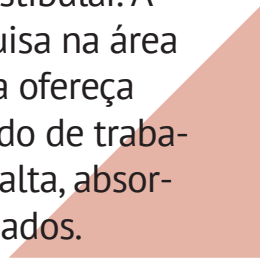 stibular. A
uisa na área
a ofereça
do de traba-
alta, absor-
ados.